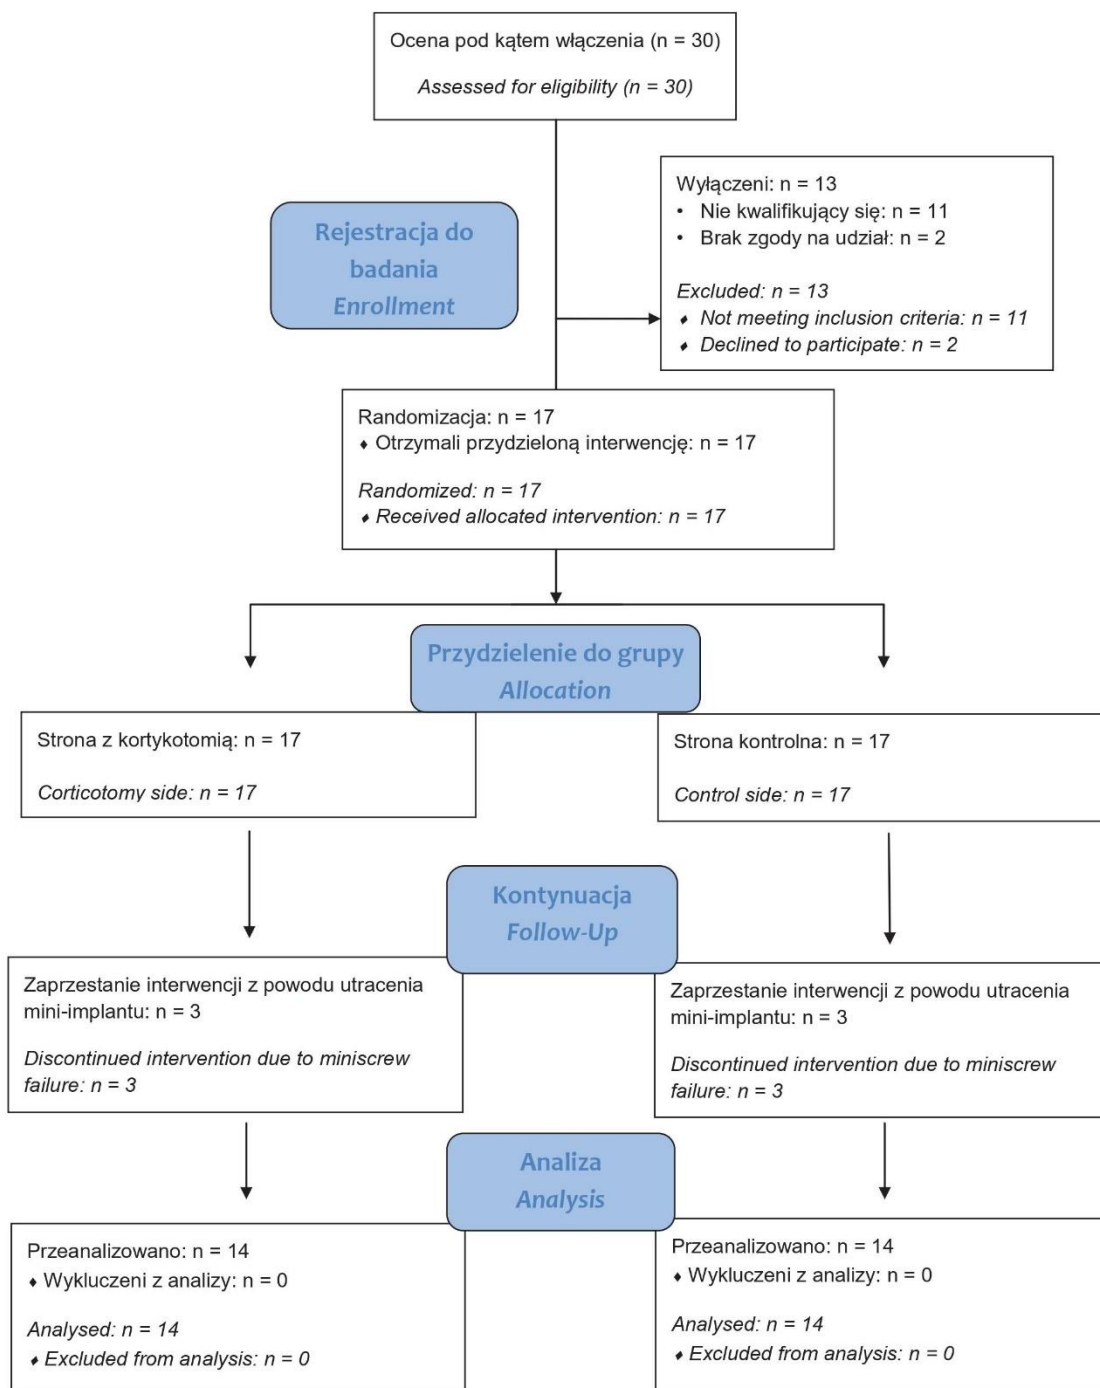 Ocena pod kątem włączenia (n = 30)
Assessed for eligibility (n = 30)
Wyłączeni: n = 13
• Nie kwalifikujący się: n = 11
• Brak zgody na udział: n = 2
Excluded: n = 13
♦ Not meeting inclusion criteria: n = 11
♦ Declined to participate: n = 2
Rejestracja do
badania
Enrollment
Randomizacja: n = 17
♦ Otrzymali przydzieloną interwencję: n = 17
Randomized: n = 17
♦ Received allocated intervention: n = 17
Przydzielenie do grupy
Allocation
Strona z kortykotomią: n = 17
Corticotomy side: n = 17
Strona kontrolna: n = 17
Control side: n = 17
Kontynuacja
Follow-Up
Zaprzestanie interwencji z powodu utracenia
mini-implantu: n = 3
Discontinued intervention due to miniscrew
failure: n = 3
Zaprzestanie interwencji z powodu utracenia
mini-implantu: n = 3
Discontinued intervention due to miniscrew
failure: n = 3
Analiza
Analysis
Przeanalizowano: n = 14
♦ Wykluczeni z analizy: n = 0
Analysed: n = 14
♦ Excluded from analysis: n = 0
Przeanalizowano: n = 14
♦ Wykluczeni z analizy: n = 0
Analysed: n = 14
♦ Excluded from analysis: n = 0